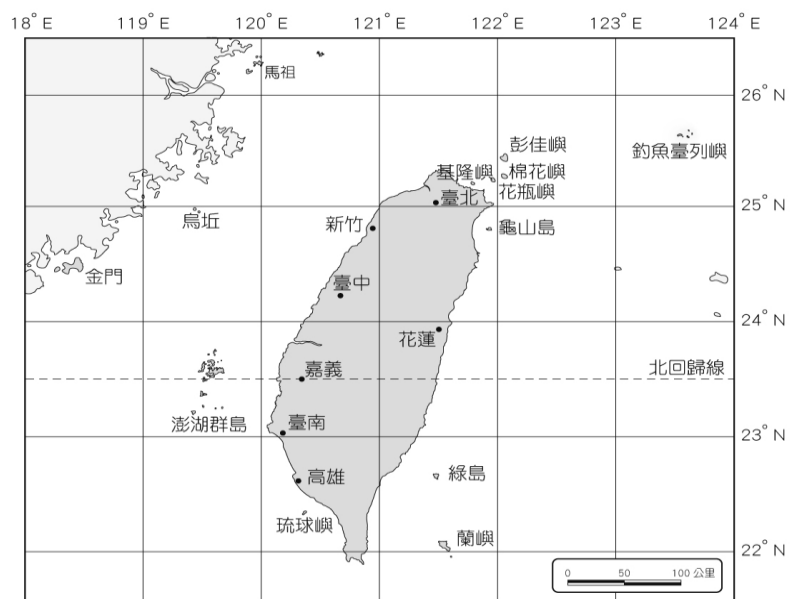 18°E 119°E 120°E 121°E 122°E 123°E 124°E
馬祖
26°N
彭佳嶼
釣魚臺列嶼
基隆嶼 棉花嶼
花瓶嶼
臺北
25°N
烏坵
新竹
龜山島
金門
臺中
24°N
花蓮
嘉義
北回歸線
澎湖群島
臺南
23°N
高雄
綠島
琉球嶼
蘭嶼
22°N
0 50 100 公里